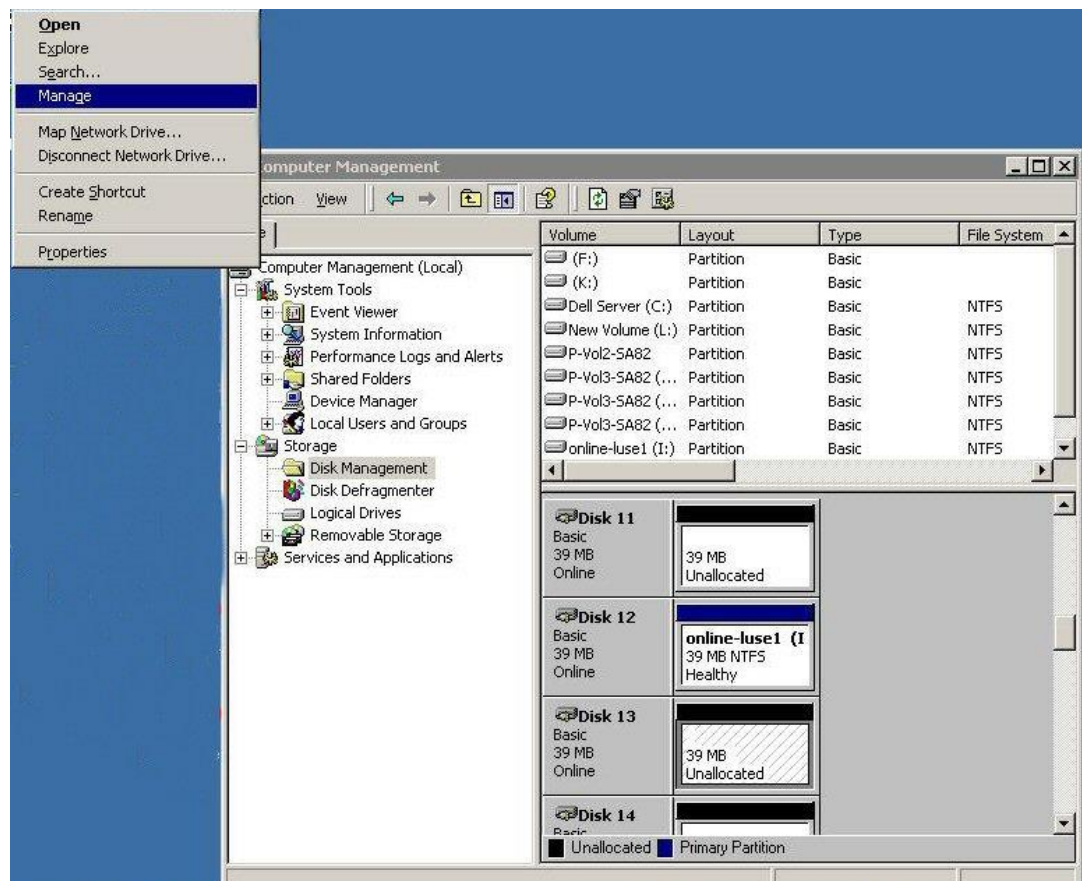 Open
Explore
Search...
Manage
Map Network Drive...
Disconnect Network Drive...
Create Shortcut
Rename
Properties
omputer Management
ction View
e
Computer Management (Local)
System Tools
Event Viewer
System Information
Performance Logs and Alerts
Shared Folders
Device Manager
Local Users and Groups
Storage
Disk Management
Disk Defragmenter
Logical Drives
Removable Storage
Services and Applications
Volume Layout Type File System
(F:) Partition Basic
(K:) Partition Basic
Dell Server (C:) Partition Basic NTFS
New Volume (L:) Partition Basic NTFS
P-Vol2-SA82 Partition Basic NTFS
P-Vol3-SA82 (... Partition Basic NTFS
P-Vol3-SA82 (... Partition Basic NTFS
P-Vol3-SA82 (... Partition Basic NTFS
online-luse1 (I:) Partition Basic NTFS
Disk 11
Basic
39 MB
Online
39 MB
Unallocated
Disk 12
Basic
39 MB
Online
online-luse1 (I
39 MB NTFS
Healthy
Disk 13
Basic
39 MB
Online
39 MB
Unallocated
Disk 14
Basic
Unallocated Primary Partition